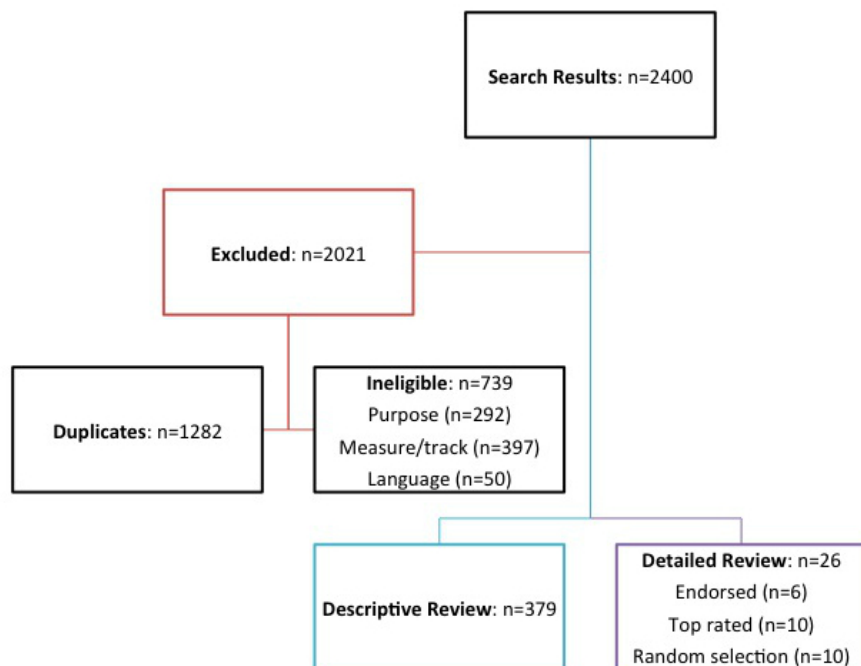 Search Results: n=2400
Excluded: n=2021
Duplicates: n=1282
Ineligible: n=739
Purpose (n=292)
Measure/track (n=397)
Language (n=50)
Descriptive Review: n=379
Detailed Review: n=26
Endorsed (n=6)
Top rated (n=10)
Random selection (n=10)